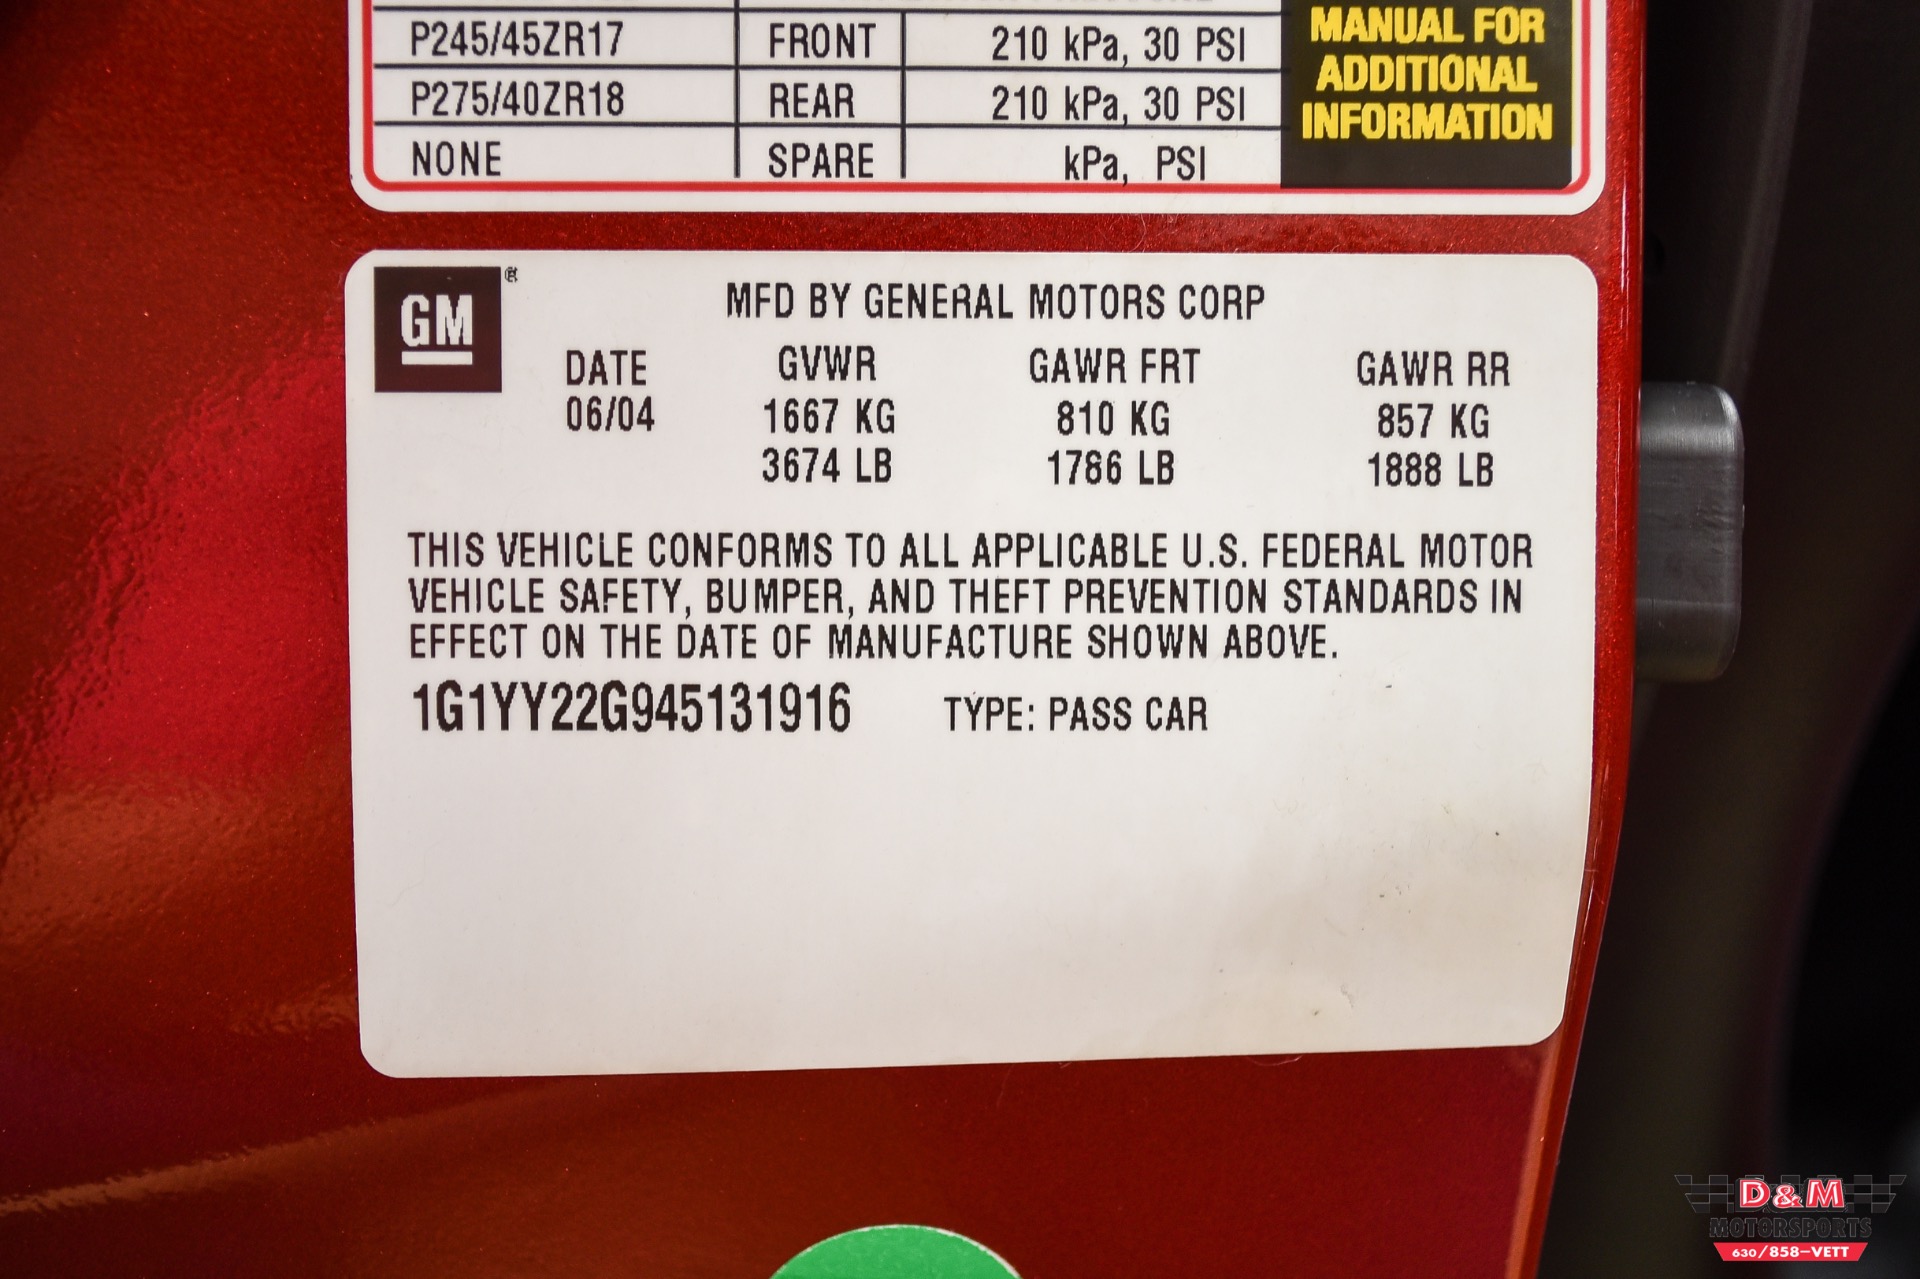 P245/45ZR17 FRONT 210 kPa, 30 PSI
P275/40ZR18 REAR 210 kPa, 30 PSI
NONE SPARE kPa, PSI
MANUAL FOR
ADDITIONAL
INFORMATION
GM ®
MFD BY GENERAL MOTORS CORP
DATE GVWR GAWR FRT GAWR RR
06/04 1667 KG 810 KG 857 KG
3674 LB 1786 LB 1888 LB
THIS VEHICLE CONFORMS TO ALL APPLICABLE U.S. FEDERAL MOTOR
VEHICLE SAFETY, BUMPER, AND THEFT PREVENTION STANDARDS IN
EFFECT ON THE DATE OF MANUFACTURE SHOWN ABOVE.
1G1YY22G945131916 TYPE: PASS CAR
D&M
MOTORSPORTS
630/858-VETT